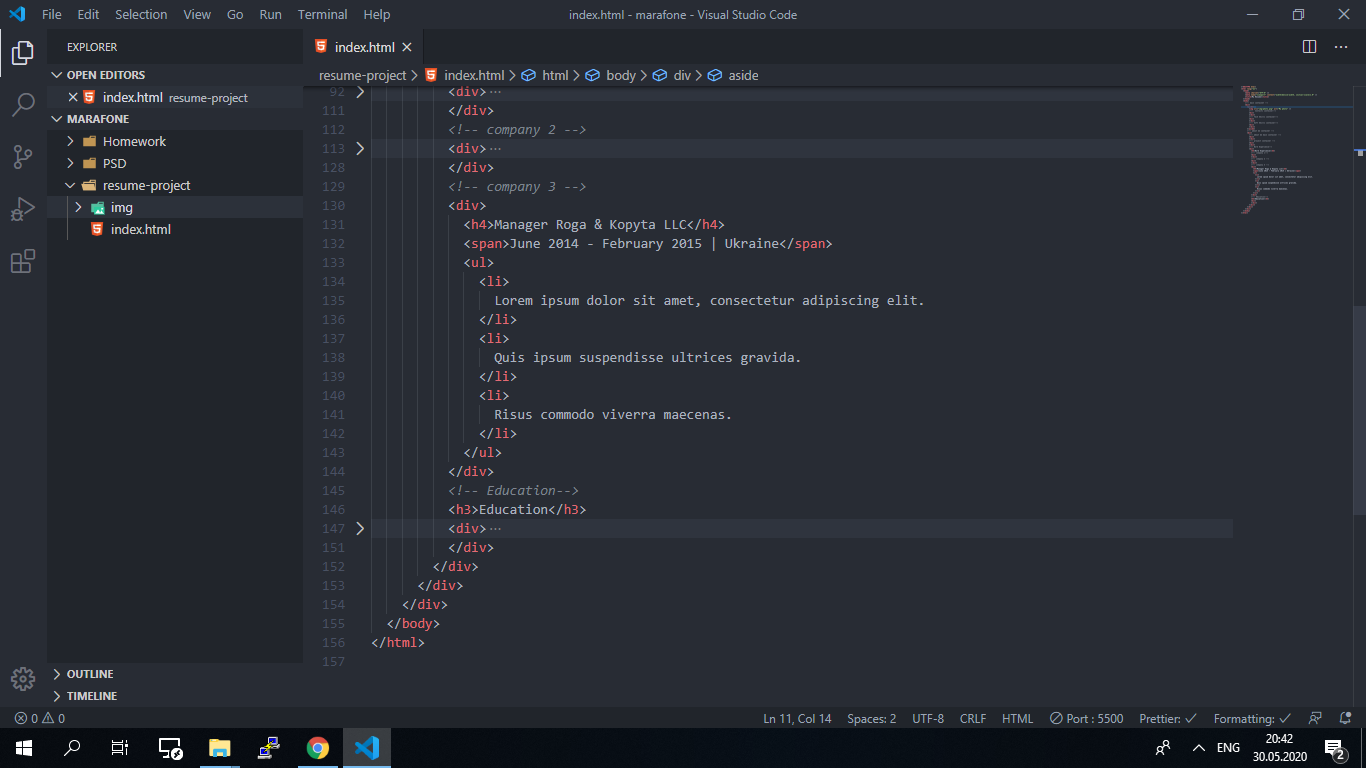 File Edit Selection View Go Run Terminal Help index.html - marafone - Visual Studio Code
EXPLORER
OPEN EDITORS
index.html resume-project
MARAFONE
Homework
PSD
resume-project
img
index.html
OUTLINE
TIMELINE
index.html
resume-project > index.html > html > body > div > aside
92 <div>···
111 </div>
112 <!-- company 2 -->
113 <div>···
128 </div>
129 <!-- company 3 -->
130 <div>
131 <h4>Manager Roga & Kopyta LLC</h4>
132 <span>June 2014 - February 2015 | Ukraine</span>
133 <ul>
134 <li>
135 Lorem ipsum dolor sit amet, consectetur adipiscing elit.
136 </li>
137 <li>
138 Quis ipsum suspendisse ultrices gravida.
139 </li>
140 <li>
141 Risus commodo viverra maecenas.
142 </li>
143 </ul>
144 </div>
145 <!-- Education-->
146 <h3>Education</h3>
147 <div>···
151 </div>
152 </div>
153 </div>
154 </div>
155 </body>
156 </html>
157
0 0 Ln 11, Col 14 Spaces: 2 UTF-8 CRLF HTML Port : 5500 Prettier: ✓ Formatting: ✓
ENG 20:42
30.05.2020 2